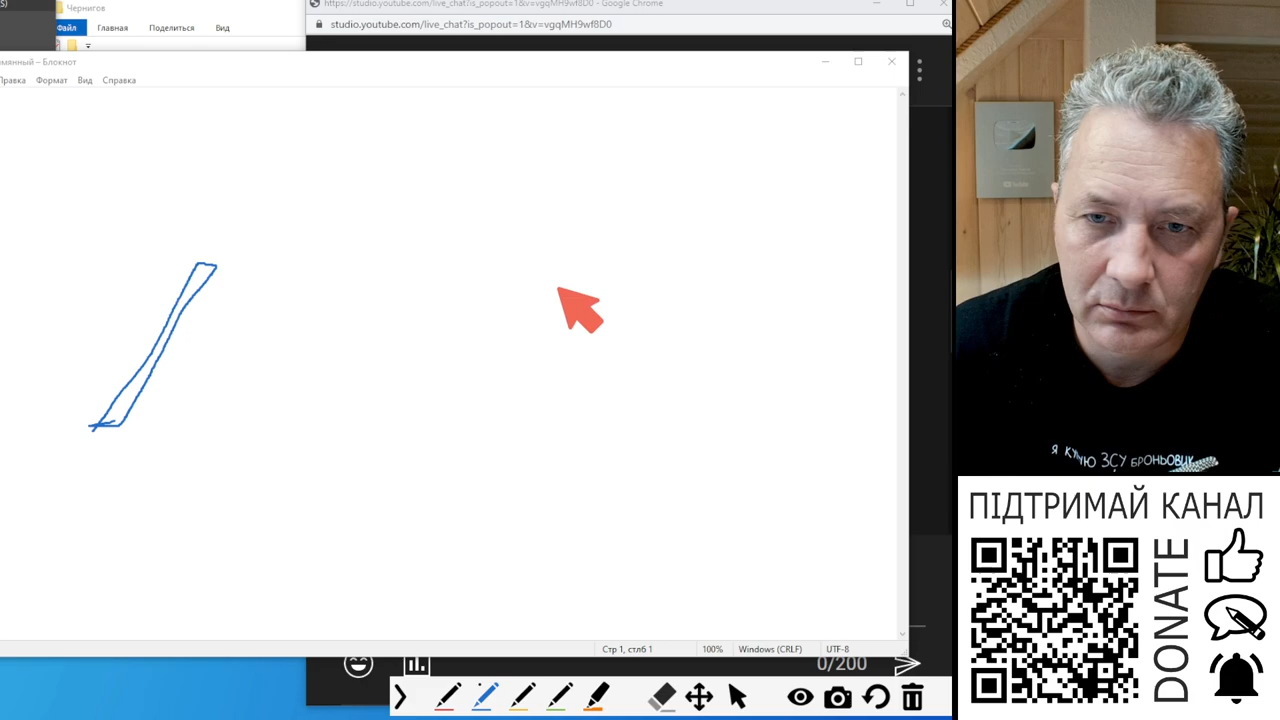 Чернигов
https://studio.youtube.com/live_chat?is_popout=1&v=vgqMH9wf8D0 - Google Chrome
Файл Главная Поделиться Вид
studio.youtube.com/live_chat?is_popout=1&v=vgqMH9wf8D0
– Блокнот
Формат Вид Справка
Я КУПУЮ ЗСУ БРОНЬОВИК
ПІДТРИМАЙ КАНАЛ
DONATE
Стр 1, стлб 1 100% Windows (CRLF) UTF-8
0/200